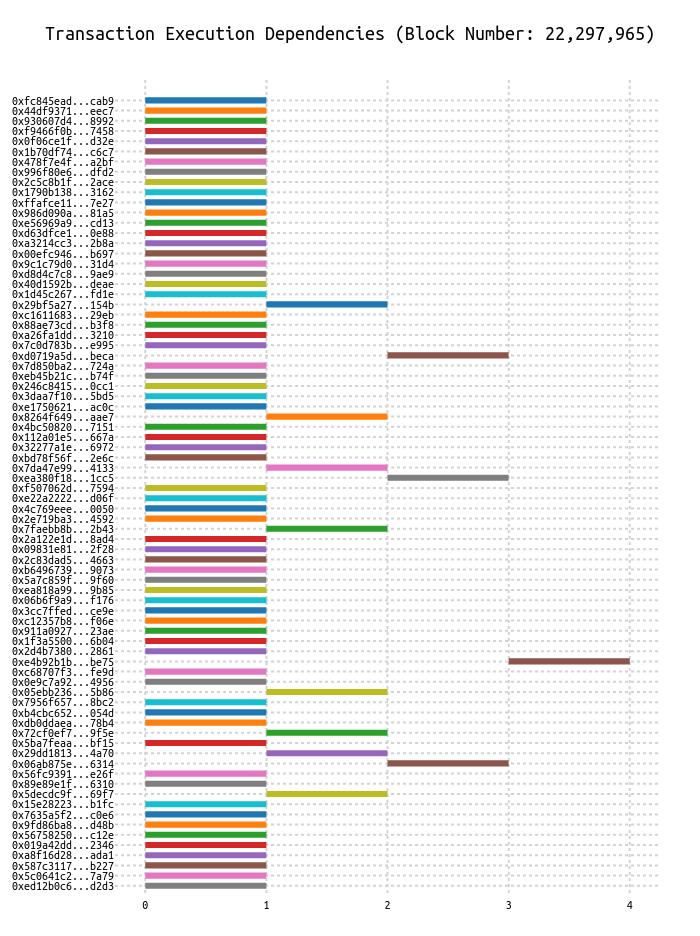 Transaction Execution Dependencies (Block Number: 22,297,965)
0xfc845ead...cab9
0x44df9371...eec7
0x930607d4...8992
0xf9466f0b...7458
0x0f06ce1f...d32e
0x1b70df74...c6c7
0x478f7e4f...a2bf
0x996f80e6...dfd2
0x2c5c8b1f...2ace
0x1790b138...3162
0xffafce11...7e27
0x986d090a...81a5
0xe56969a9...cd13
0xd63dfce1...0e88
0xa3214cc3...2b8a
0x00efc946...b697
0x9c1c79d0...31d4
0xd8d4c7c8...9ae9
0x40d1592b...deae
0x1d45c267...fd1e
0x29bf5a27...154b
0xc1611683...29eb
0x88ae73cd...b3f8
0xa26fa1dd...3210
0x7c0d783b...e995
0xd0719a5d...beca
0x7d850ba2...724a
0xeb45b21c...b74f
0x246c8415...0cc1
0x3daa7f10...5bd5
0xe1750621...ac0c
0x8264f649...aae7
0x4bc50820...7151
0x112a01e5...667a
0x32277a1e...6972
0xbd78f56f...2e6c
0x7da47e99...4133
0xea380f18...1cc5
0xf507062d...7594
0xe22a2222...d06f
0x4c769eee...0050
0x2e719ba3...4592
0x7faebb8b...2b43
0x2a122e1d...8ad4
0x09831e81...2f28
0x2c83dad5...4663
0xb6496739...9073
0x5a7c859f...9f60
0xea818a99...9b85
0x06b6f9a9...f176
0x3cc7ffed...ce9e
0xc12357b8...f06e
0x911a0927...23ae
0x1f3a5500...6b04
0x2d4b7380...2861
0xe4b92b1b...be75
0xc68707f3...fe9d
0x0e9c7a92...4956
0x05ebb236...5b86
0x7956f657...8bc2
0xb4cbc652...054d
0xdb0ddaea...78b4
0x72cf0ef7...9f5e
0x5ba7feaa...bf15
0x29dd1813...4a70
0x06ab875e...6314
0x56fc9391...e26f
0x89e89e1f...6310
0x5decdc9f...69f7
0x15e28223...b1fc
0x7635a5f2...c0e6
0x9fd86ba8...d48b
0x56758250...c12e
0x019a42dd...2346
0xa8f16d28...ada1
0x587c3117...b227
0x5c0641c2...7a79
0xed12b0c6...d2d3
0 1 2 3 4